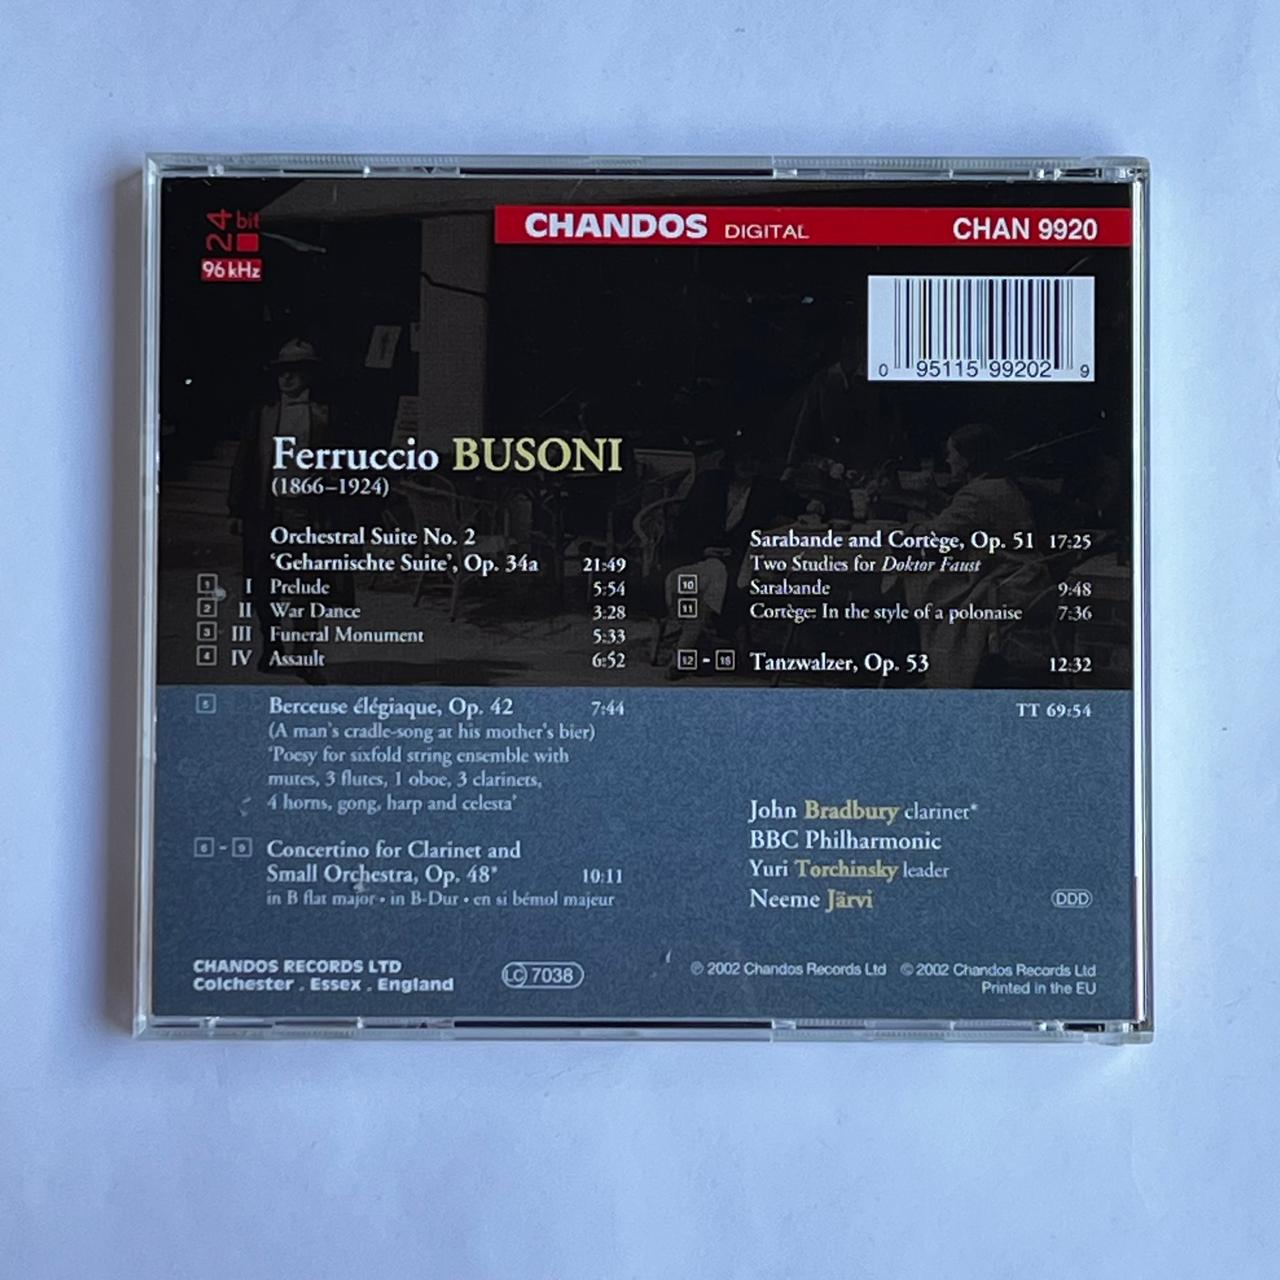 24 bit
96 kHz
CHANDOS DIGITAL CHAN 9920
0 95115 99202 9
Ferruccio BUSONI
(1866–1924)
Orchestral Suite No. 2
‘Geharnischte Suite’, Op. 34a 21:49
1 I Prelude 5:54
2 II War Dance 3:28
3 III Funeral Monument 5:33
4 IV Assault 6:52
5 Berceuse élégiaque, Op. 42 7:44
(A man's cradle-song at his mother's bier)
‘Poesy for sixfold string ensemble with
mutes, 3 flutes, 1 oboe, 3 clarinets,
4 horns, gong, harp and celesta’
6 - 9 Concertino for Clarinet and
Small Orchestra, Op. 48* 10:11
in B flat major • in B-Dur • en si bémol majeur
Sarabande and Cortège, Op. 51 17:25
Two Studies for Doktor Faust
10 Sarabande 9:48
11 Cortège: In the style of a polonaise 7:36
12 - Tanzwalzer, Op. 53 12:32
TT 69:54
John Bradbury clarinet*
BBC Philharmonic
Yuri Torchinsky leader
Neeme Järvi
DDD
CHANDOS RECORDS LTD
Colchester . Essex . England
LC 7038
℗ 2002 Chandos Records Ltd © 2002 Chandos Records Ltd
Printed in the EU